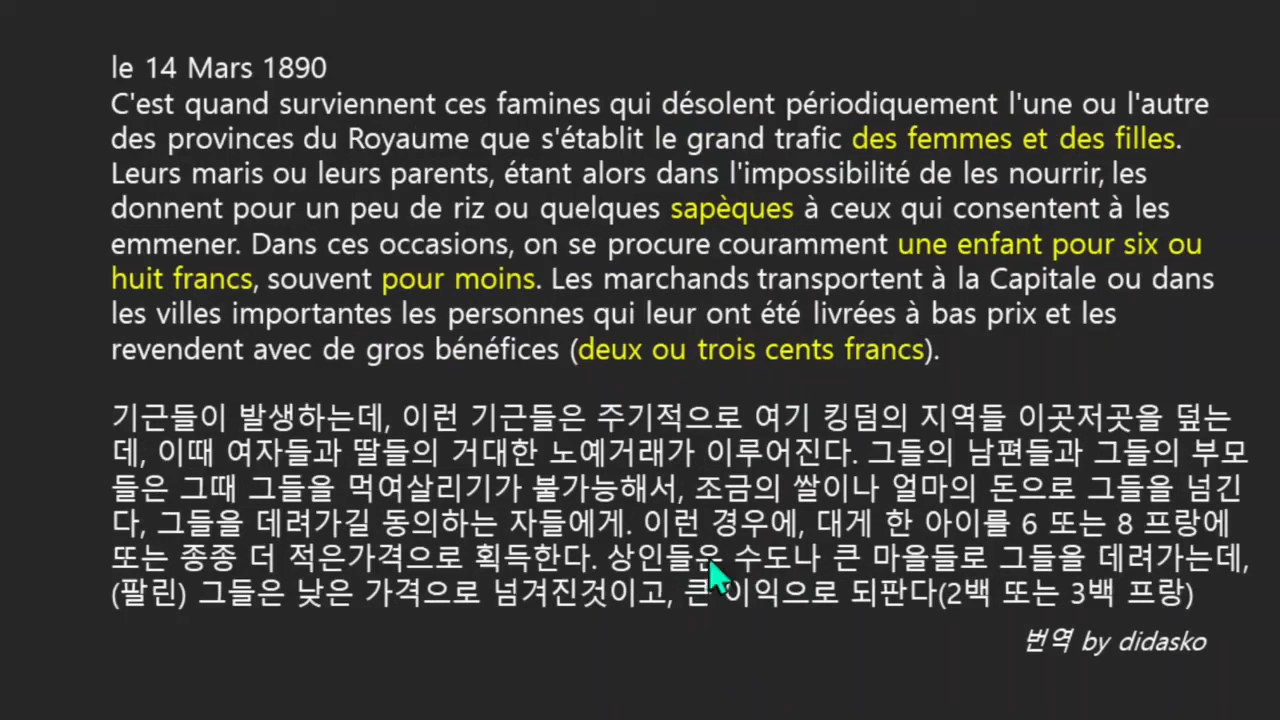 le 14 Mars 1890
C'est quand surviennent ces famines qui désolent périodiquement l'une ou l'autre
des provinces du Royaume que s'établit le grand trafic des femmes et des filles.
Leurs maris ou leurs parents, étant alors dans l'impossibilité de les nourrir, les
donnent pour un peu de riz ou quelques sapèques à ceux qui consentent à les
emmener. Dans ces occasions, on se procure couramment une enfant pour six ou
huit francs, souvent pour moins. Les marchands transportent à la Capitale ou dans
les villes importantes les personnes qui leur ont été livrées à bas prix et les
revendent avec de gros bénéfices (deux ou trois cents francs).
기근들이 발생하는데, 이런 기근들은 주기적으로 여기 킹덤의 지역들 이곳저곳을 덮는
데, 이때 여자들과 딸들의 거대한 노예거래가 이루어진다. 그들의 남편들과 그들의 부모
들은 그때 그들을 먹여살리기가 불가능해서, 조금의 쌀이나 얼마의 돈으로 그들을 넘긴
다, 그들을 데려가길 동의하는 자들에게. 이런 경우에, 대게 한 아이를 6 또는 8 프랑에
또는 종종 더 적은가격으로 획득한다. 상인들은 수도나 큰 마을들로 그들을 데려가는데,
(팔린) 그들은 낮은 가격으로 넘겨진것이고, 큰 이익으로 되판다(2백 또는 3백 프랑)
번역 by didasko